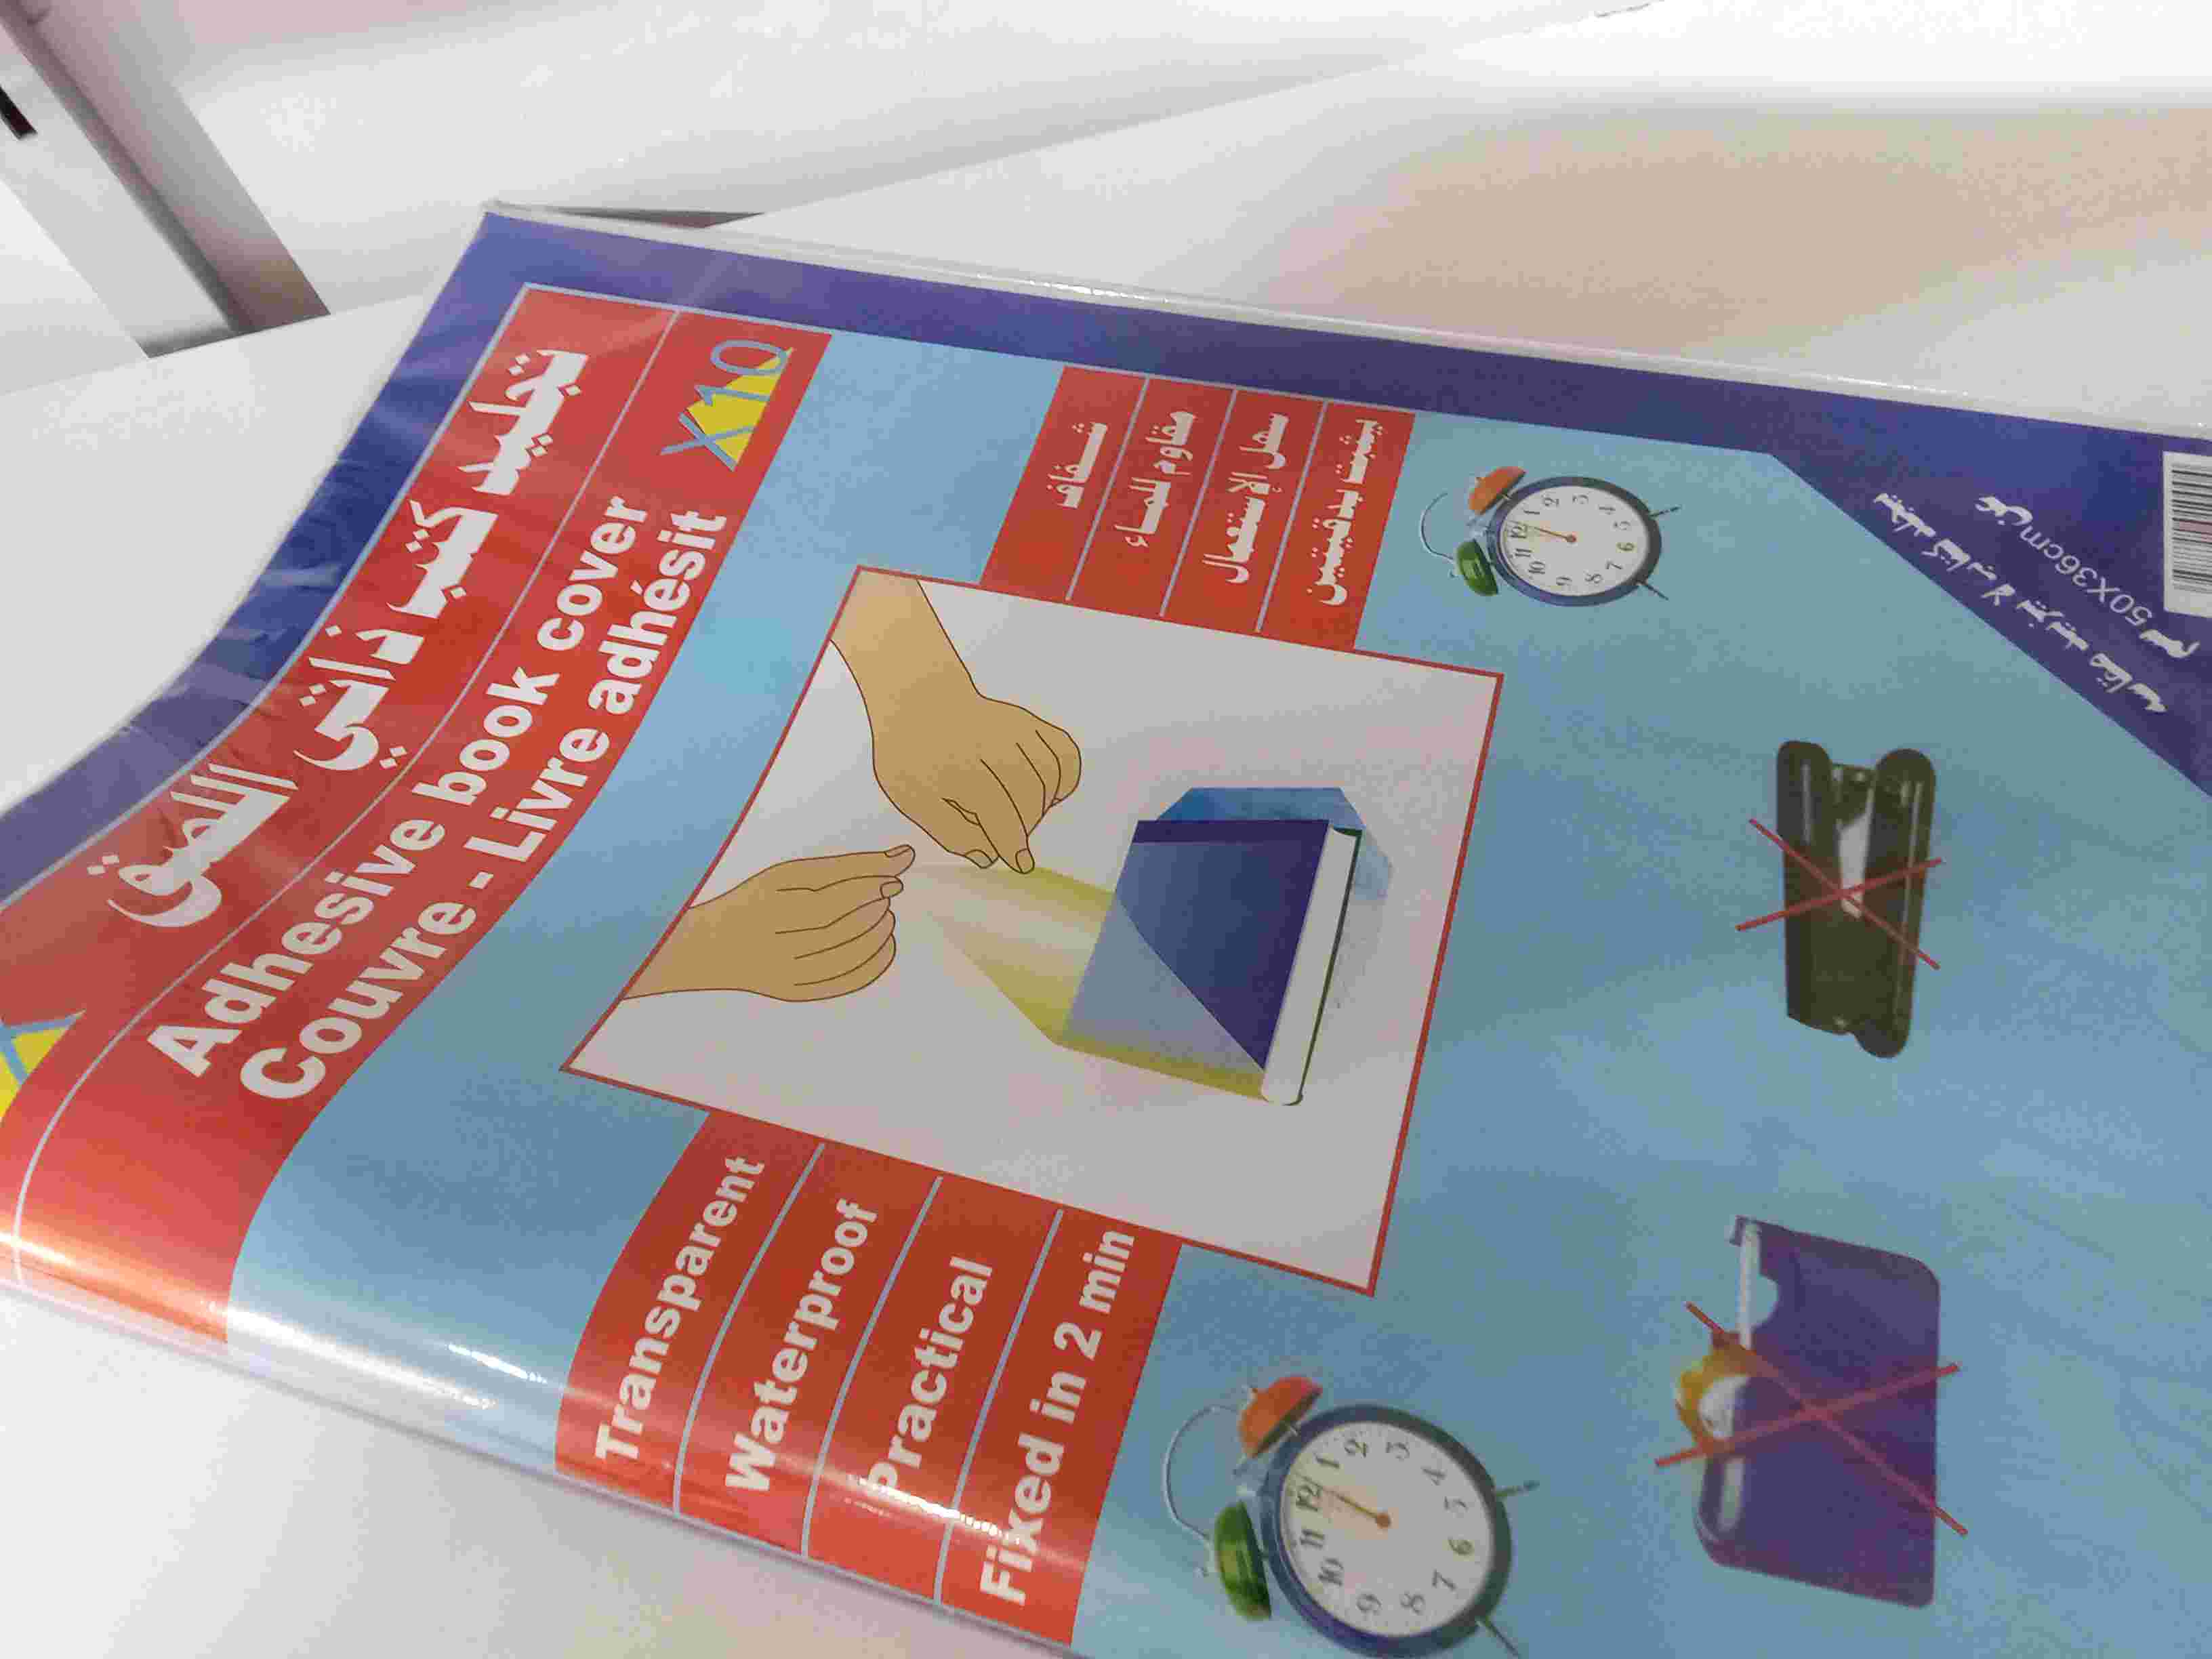 تجليد كتب ذاتي اللصق
Adhesive book cover
Couvre - Livre adhésit
X10
Transparent
Waterproof
Practical
Fixed in 2 min
شفاف
مقاوم للماء
سهل الإستعمال
يثبت بدقيتين
11 12 1
10 2
9 3
8 4
7 6 5
11 12 1
10 2
9 3
8 4
7 6 5
يجلد كتاب لا يزيد مقاسه
عن 50X36cm سم